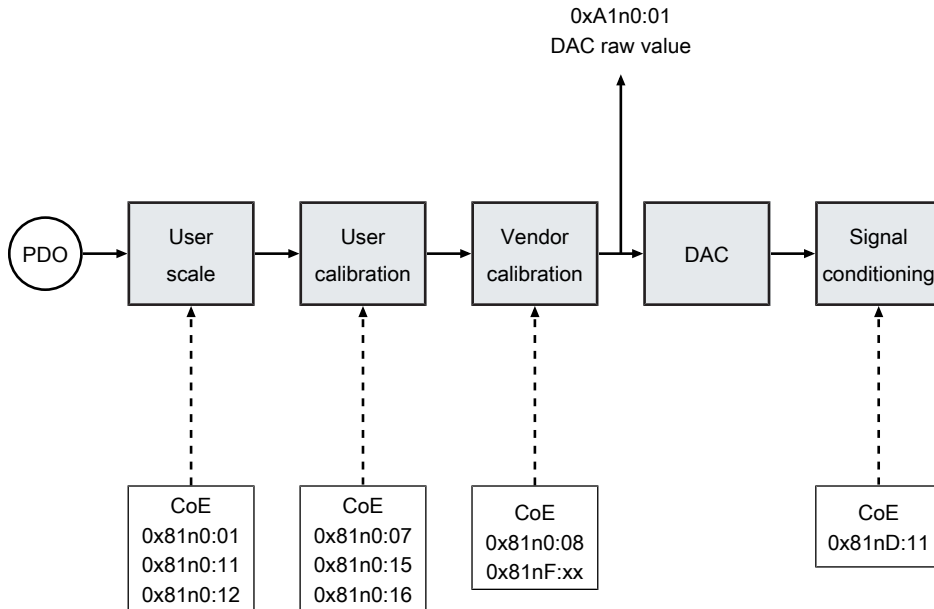 0xA1n0:01
DAC raw value
PDO
User
scale
User
calibration
Vendor
calibration
DAC
Signal
conditioning
CoE
0x81n0:01
0x81n0:11
0x81n0:12
CoE
0x81n0:07
0x81n0:15
0x81n0:16
CoE
0x81n0:08
0x81nF:xx
CoE
0x81nD:11